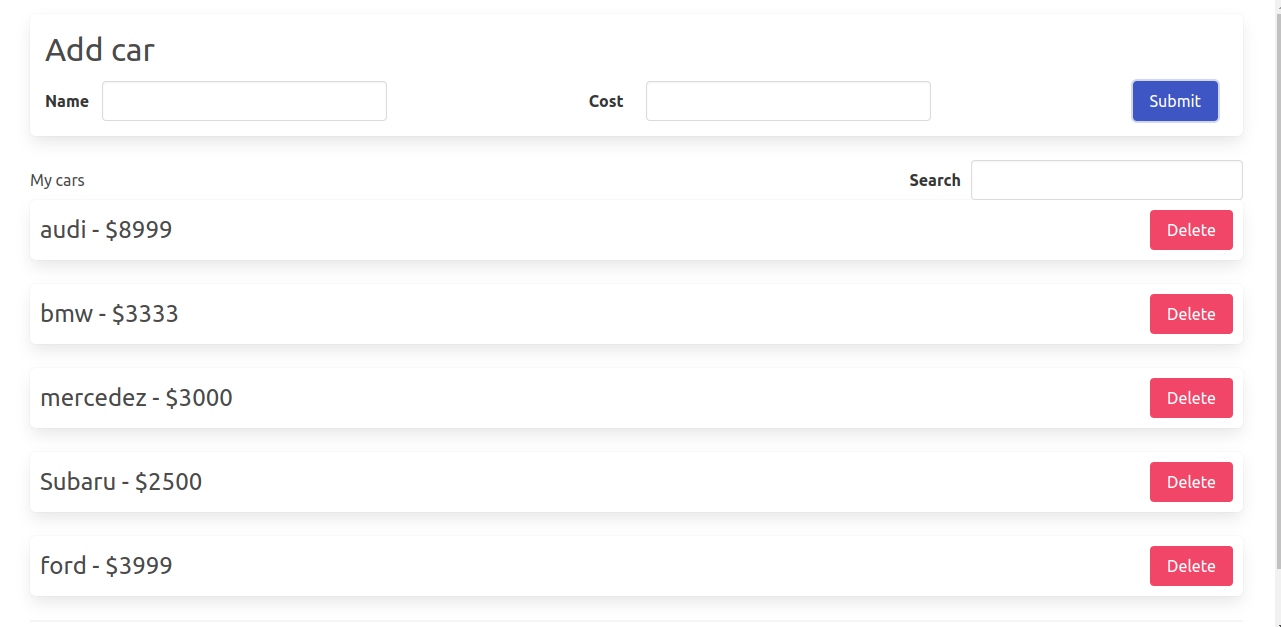 Add car
Name Cost Submit
My cars Search
audi - $8999 Delete
bmw - $3333 Delete
mercedez - $3000 Delete
Subaru - $2500 Delete
ford - $3999 Delete